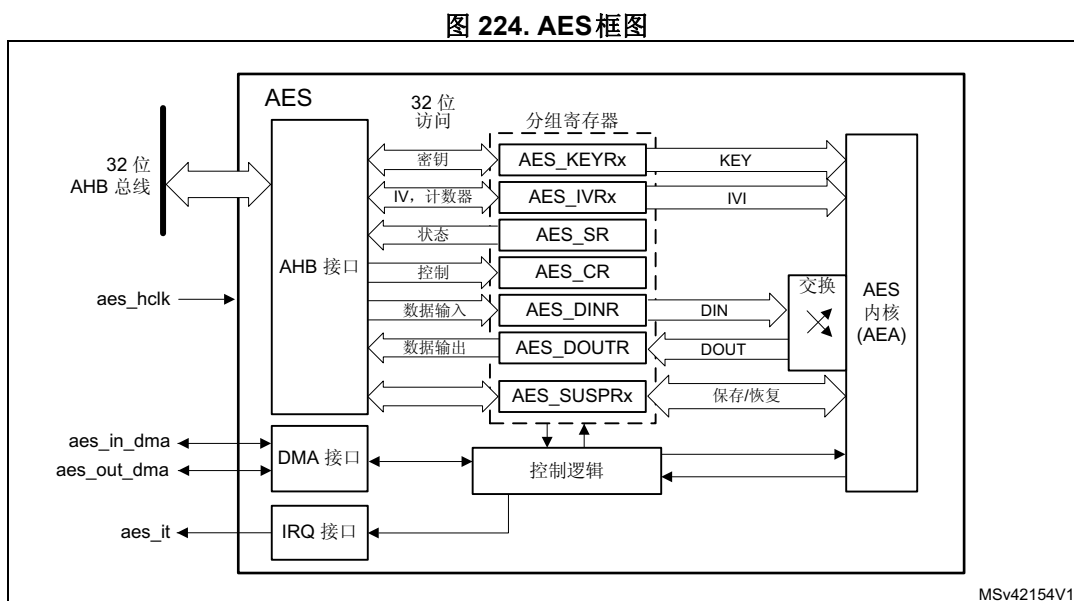 图 224. AES框图
AES
32 位
访问
分组寄存器
32 位
AHB 总线
密钥
AES_KEYRx
KEY
IV，计数器
AES_IVRx
IVI
状态
AES_SR
AHB 接口
控制
AES_CR
交换
AES
内核
(AEA)
aes_hclk
数据输入
AES_DINR
DIN
数据输出
AES_DOUTR
DOUT
AES_SUSPRx
保存/恢复
aes_in_dma
aes_out_dma
DMA 接口
控制逻辑
aes_it
IRQ 接口
MSv42154V1